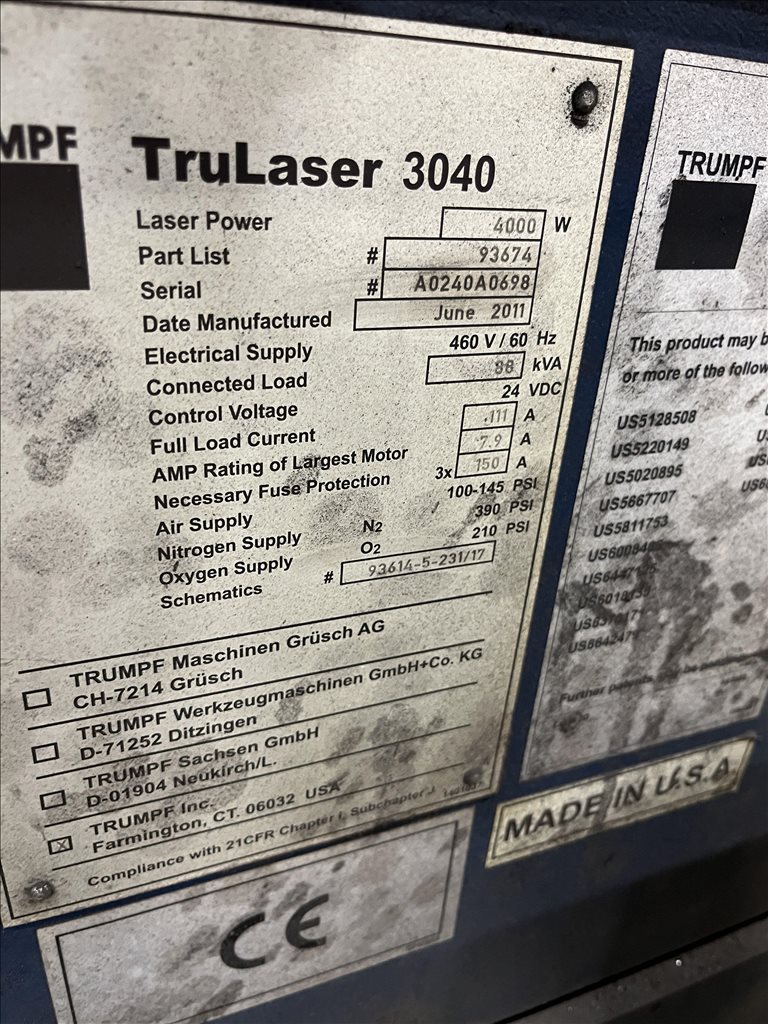 MPF
TruLaser 3040
Laser Power 4000 W
Part List # 93674
Serial # A0240A0698
Date Manufactured June 2011
Electrical Supply 460 V / 60 Hz
Connected Load 88 kVA
Control Voltage 24 VDC
Full Load Current 111 A
AMP Rating of Largest Motor 7.9 A
Necessary Fuse Protection 3x 150 A
Air Supply 100-145 PSI
Nitrogen Supply N2 390 PSI
Oxygen Supply O2 210 PSI
Schematics # 93614-5-231/17
TRUMPF Maschinen Grüsch AG
CH-7214 Grüsch
TRUMPF Werkzeugmaschinen GmbH+Co. KG
D-71252 Ditzingen
TRUMPF Sachsen GmbH
D-01904 Neukirch/L.
TRUMPF Inc.
Farmington, CT. 06032 USA
Compliance with 21CFR Chapter I, Subchapter J
CE
TRUMPF
This product may b
or more of the follow
US5128508
US5220149
US5020895
US5667707
US5811753
MADE IN U.S.A.